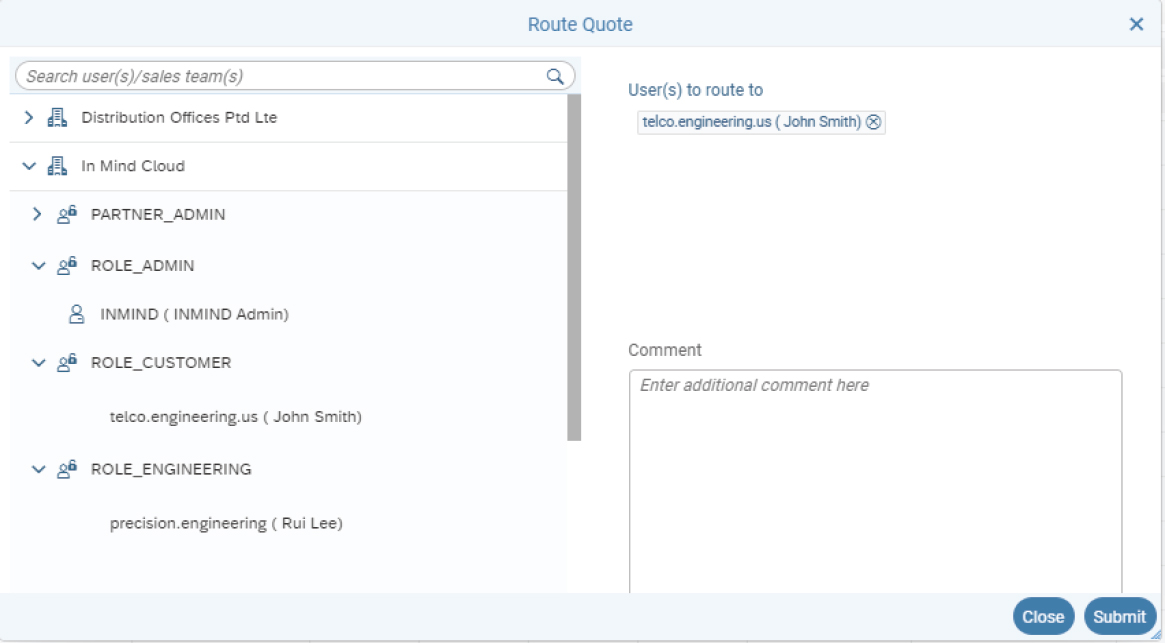 Route Quote
Search user(s)/sales team(s)
Distribution Offices Ptd Lte
In Mind Cloud
PARTNER_ADMIN
ROLE_ADMIN
INMIND ( INMIND Admin)
ROLE_CUSTOMER
telco.engineering.us ( John Smith)
ROLE_ENGINEERING
precision.engineering ( Rui Lee)
User(s) to route to
telco.engineering.us ( John Smith)
Comment
Enter additional comment here
Close
Submit